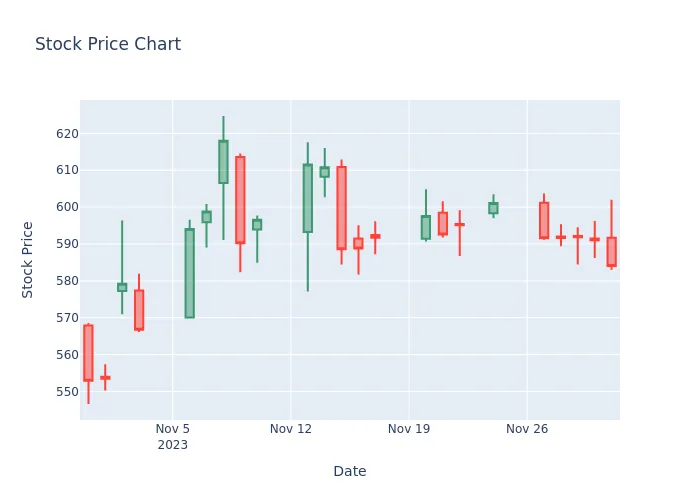 Stock Price Chart
Stock Price
620
610
600
590
580
570
560
550
Nov 5
2023
Nov 12
Nov 19
Nov 26
Date